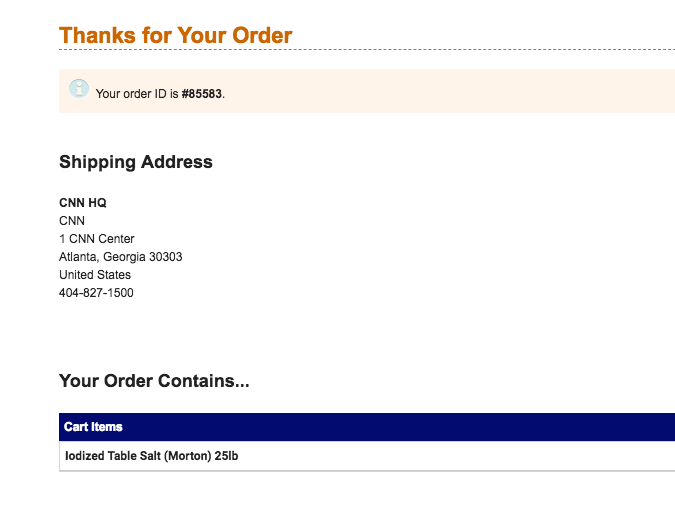 Thanks for Your Order
Your order ID is #85583.
Shipping Address
CNN HQ
CNN
1 CNN Center
Atlanta, Georgia 30303
United States
404-827-1500
Your Order Contains...
Cart Items
Iodized Table Salt (Morton) 25lb